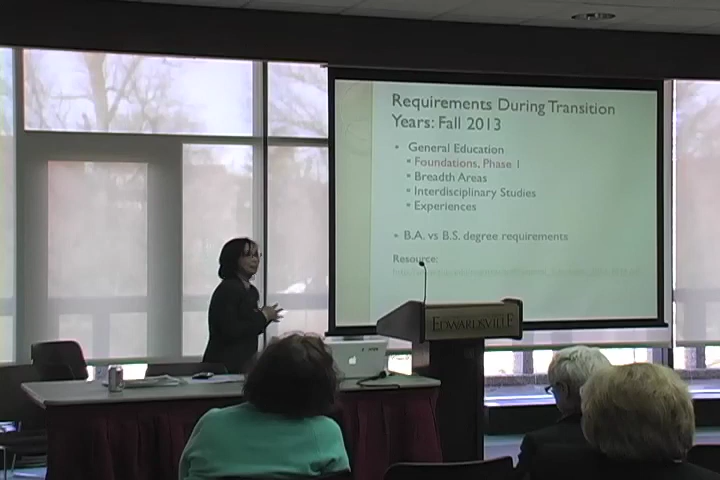 Requirements During Transition
Years: Fall 2013
• General Education
▪ Foundations, Phase 1
▪ Breadth Areas
▪ Interdisciplinary Studies
▪ Experiences
▪ B.A. vs B.S. degree requirements
Resource:
EDWARDSVILLE